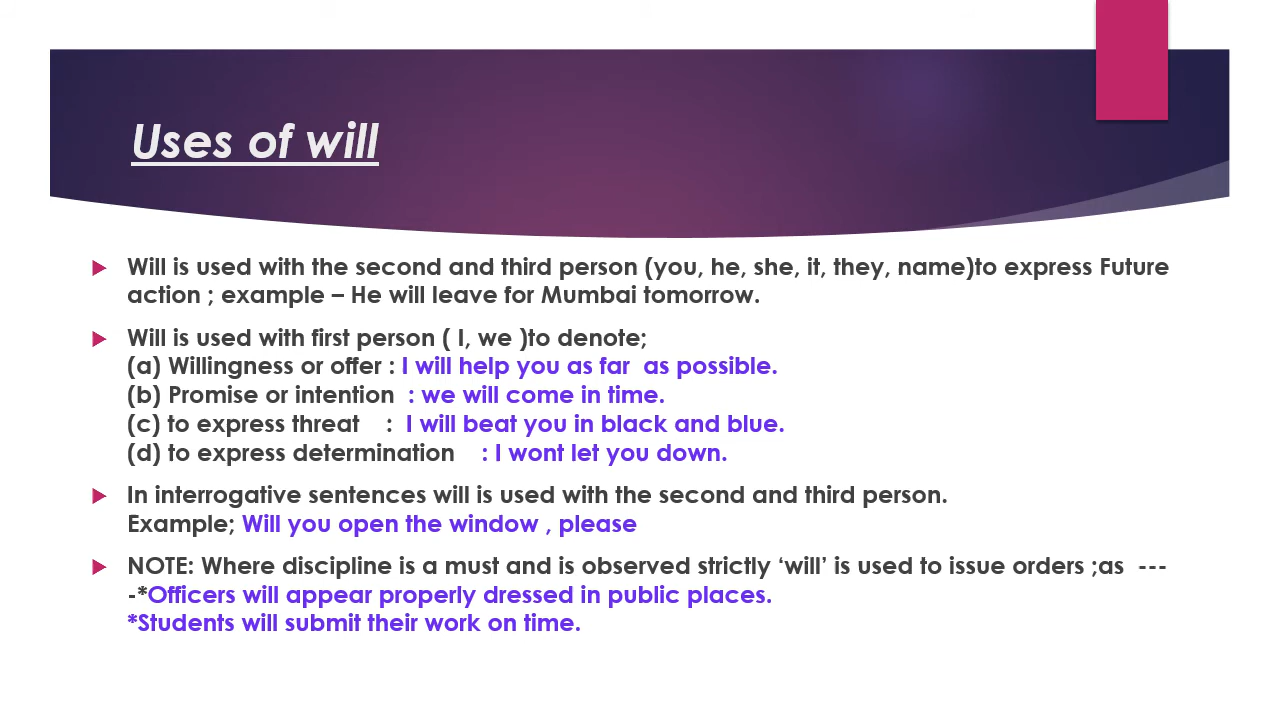 Uses of will
Will is used with the second and third person (you, he, she, it, they, name)to express Future
action ; example – He will leave for Mumbai tomorrow.
Will is used with first person ( I, we )to denote;
(a) Willingness or offer : I will help you as far  as possible.
(b) Promise or intention  : we will come in time.
(c) to express threat    :  I will beat you in black and blue.
(d) to express determination    : I wont let you down.
In interrogative sentences will is used with the second and third person.
Example; Will you open the window , please
NOTE: Where discipline is a must and is observed strictly ‘will’ is used to issue orders ;as  ---
-*Officers will appear properly dressed in public places.
*Students will submit their work on time.